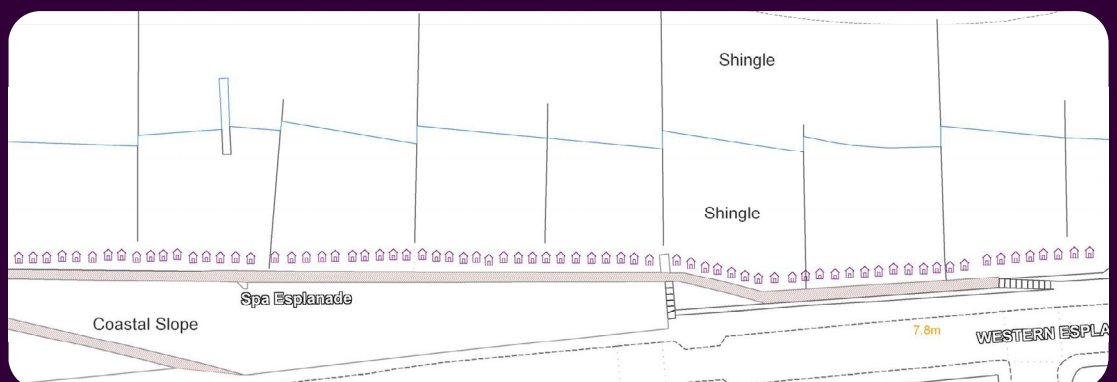 Shingle
Shingle
Spa Esplanade
Coastal Slope
7.8m
WESTERN ESPLA